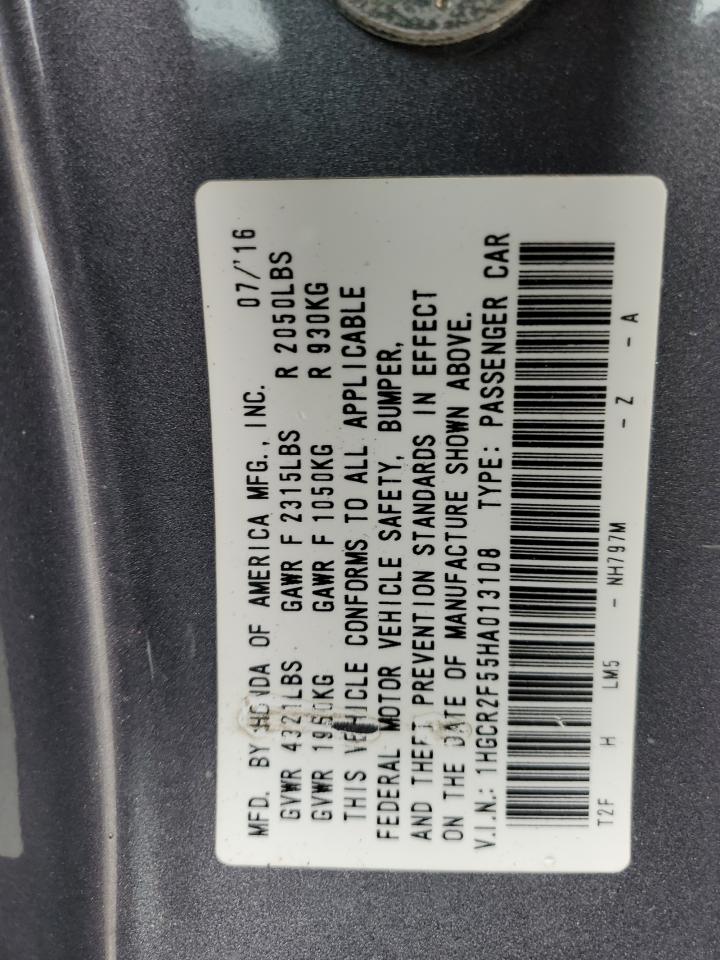 MFD. BY HONDA OF AMERICA MFG., INC. 07/'16
GVWR 4321LBS GAWR F 2315LBS R 2050LBS
GVWR 1960KG GAWR F 1050KG R 930KG
THIS VEHICLE CONFORMS TO ALL APPLICABLE
FEDERAL MOTOR VEHICLE SAFETY, BUMPER,
AND THEFT PREVENTION STANDARDS IN EFFECT
ON THE DATE OF MANUFACTURE SHOWN ABOVE.
V.I.N.: 1HGCR2F55HA013108 TYPE: PASSENGER CAR
T2F H LM5 - NH797M - Z - A